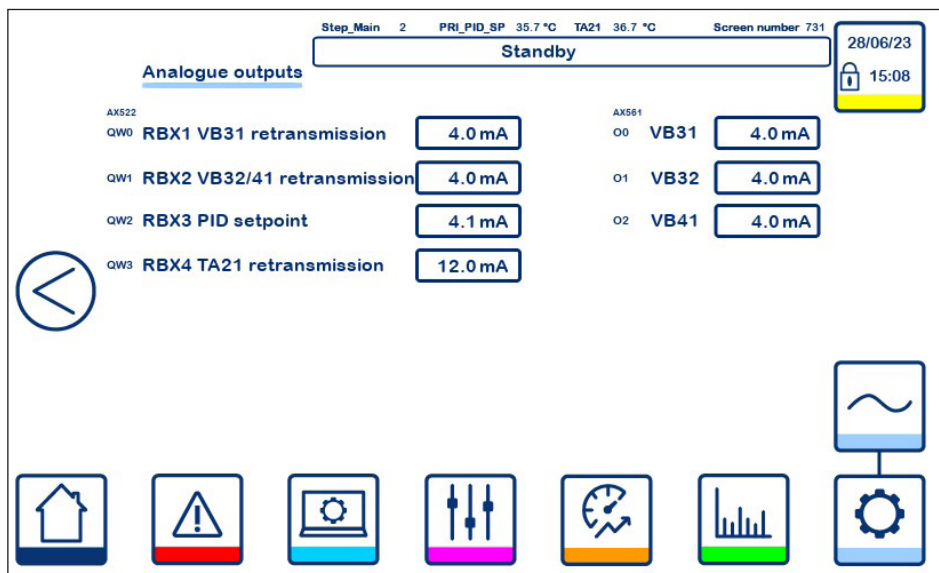 Step_Main 2 PRI_PID_SP 35.7 °C TA21 36.7 °C Screen number 731
Standby
28/06/23
15:08
Analogue outputs
AX522
QW0 RBX1 VB31 retransmission 4.0 mA
QW1 RBX2 VB32/41 retransmission 4.0 mA
QW2 RBX3 PID setpoint 4.1 mA
QW3 RBX4 TA21 retransmission 12.0 mA
AX561
O0 VB31 4.0 mA
O1 VB32 4.0 mA
O2 VB41 4.0 mA